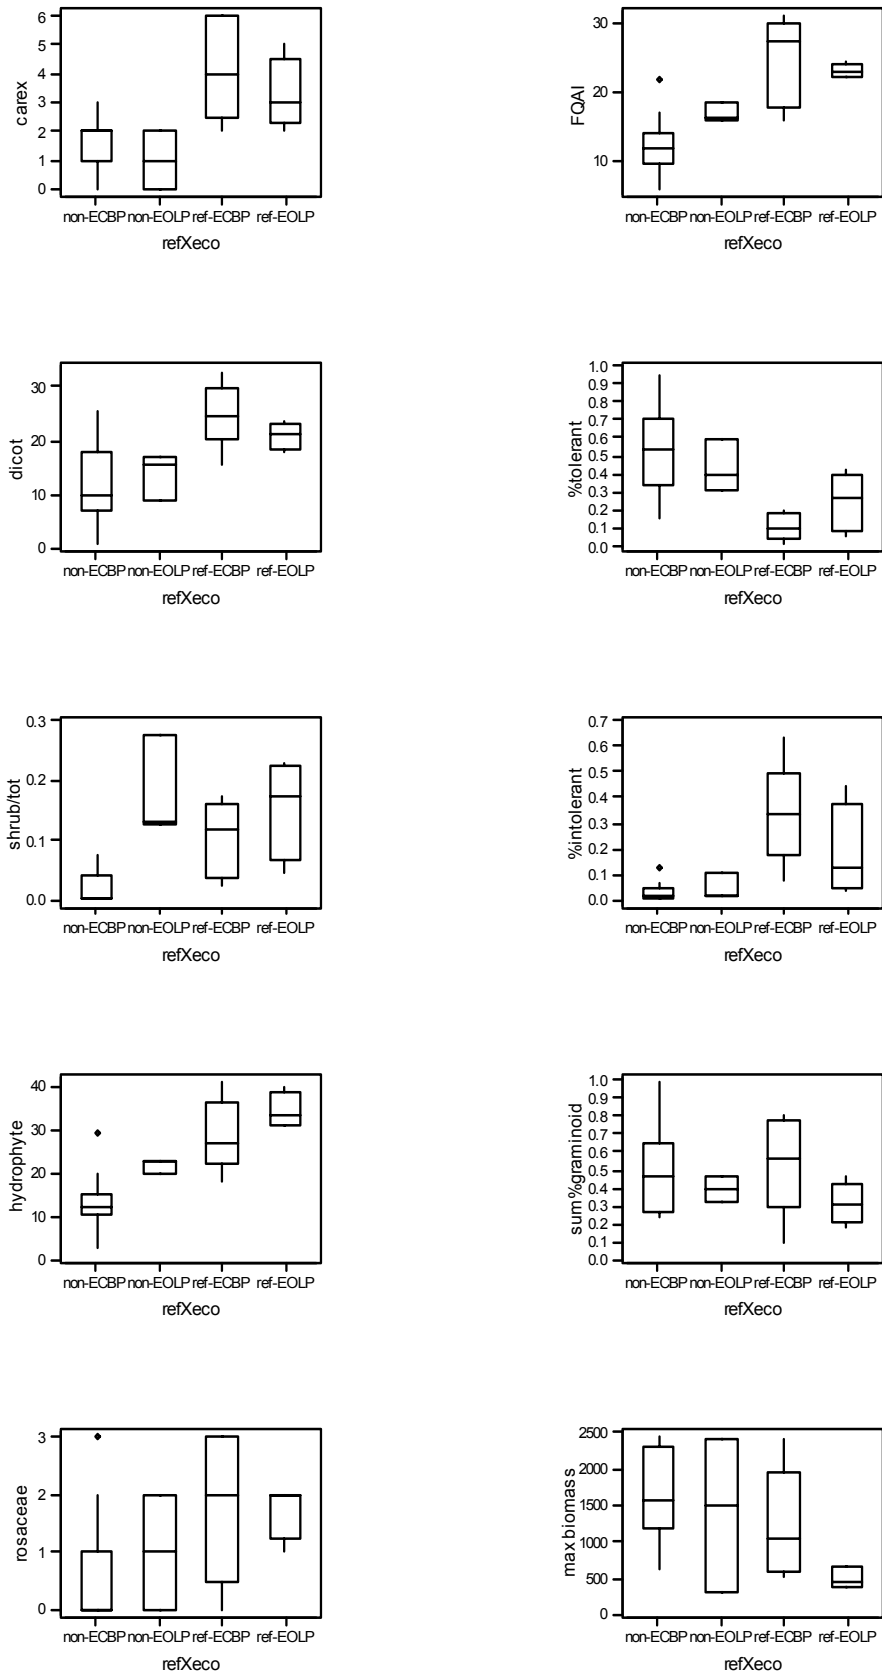 carex
6
5
4
3
2
1
0
non-ECBP non-EOLP ref-ECBP ref-EOLP
refXeco
FQAI
30
20
10
non-ECBP non-EOLP ref-ECBP ref-EOLP
refXeco
dicot
30
20
10
0
non-ECBP non-EOLP ref-ECBP ref-EOLP
refXeco
%tolerant
1.0
0.9
0.8
0.7
0.6
0.5
0.4
0.3
0.2
0.1
0.0
non-ECBP non-EOLP ref-ECBP ref-EOLP
refXeco
shrub/tot
0.3
0.2
0.1
0.0
non-ECBP non-EOLP ref-ECBP ref-EOLP
refXeco
%intolerant
0.7
0.6
0.5
0.4
0.3
0.2
0.1
0.0
non-ECBP non-EOLP ref-ECBP ref-EOLP
refXeco
hydrophyte
40
30
20
10
0
non-ECBP non-EOLP ref-ECBP ref-EOLP
refXeco
sum%graminoid
1.0
0.9
0.8
0.7
0.6
0.5
0.4
0.3
0.2
0.1
0.0
non-ECBP non-EOLP ref-ECBP ref-EOLP
refXeco
rosaceae
3
2
1
0
non-ECBP non-EOLP ref-ECBP ref-EOLP
refXeco
maxbiomass
2500
2000
1500
1000
500
0
non-ECBP non-EOLP ref-ECBP ref-EOLP
refXeco